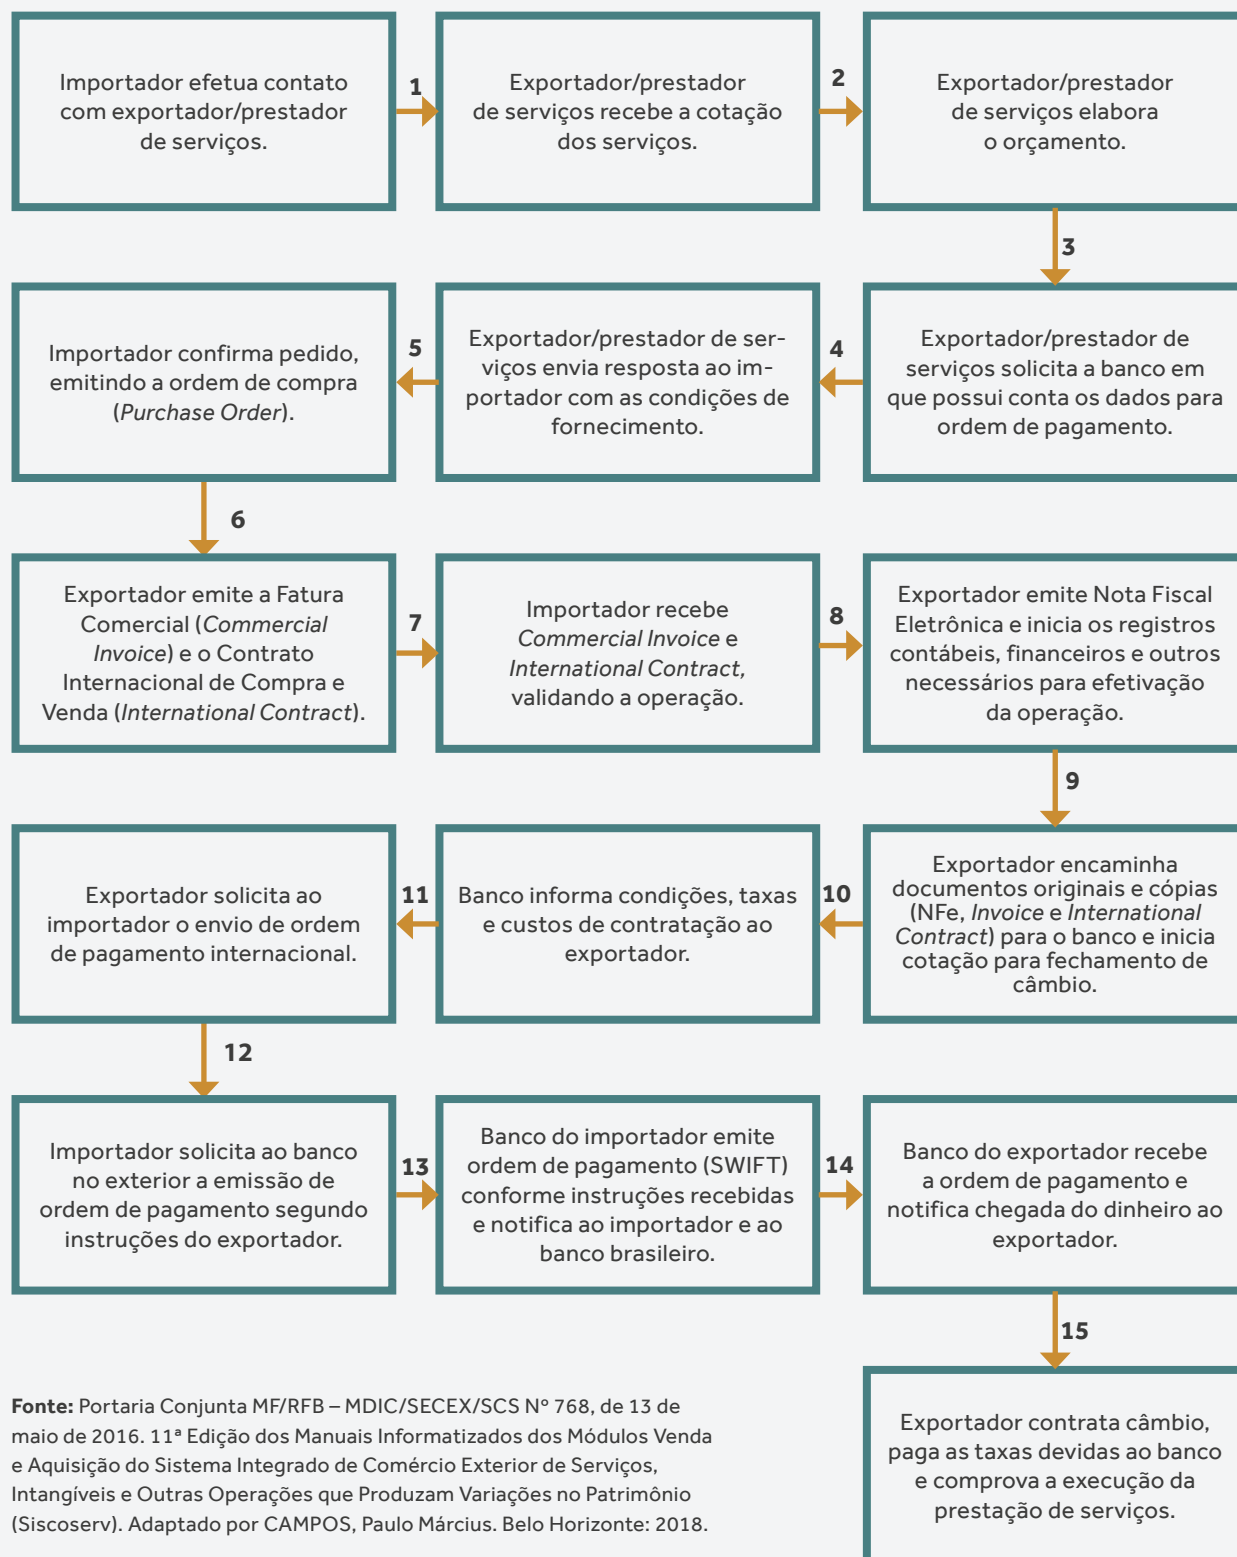 Importador efetua contato
com exportador/prestador
de serviços.
1
Exportador/prestador
de serviços recebe a cotação
dos serviços.
2
Exportador/prestador
de serviços elabora
o orçamento.
3
Exportador/prestador de
serviços solicita a banco em
que possui conta os dados para
ordem de pagamento.
4
Exportador/prestador de ser-
viços envia resposta ao im-
portador com as condições de
fornecimento.
5
Importador confirma pedido,
emitindo a ordem de compra
(Purchase Order).
6
Exportador emite a Fatura
Comercial (Commercial
Invoice) e o Contrato
Internacional de Compra e
Venda (International Contract).
7
Importador recebe
Commercial Invoice e
International Contract,
validando a operação.
8
Exportador emite Nota Fiscal
Eletrônica e inicia os registros
contábeis, financeiros e outros
necessários para efetivação
da operação.
9
Exportador encaminha
documentos originais e cópias
(NFe, Invoice e International
Contract) para o banco e inicia
cotação para fechamento de
câmbio.
10
Banco informa condições, taxas
e custos de contratação ao
exportador.
11
Exportador solicita ao
importador o envio de ordem
de pagamento internacional.
12
Importador solicita ao banco
no exterior a emissão de
ordem de pagamento segundo
instruções do exportador.
13
Banco do importador emite
ordem de pagamento (SWIFT)
conforme instruções recebidas
e notifica ao importador e ao
banco brasileiro.
14
Banco do exportador recebe
a ordem de pagamento e
notifica chegada do dinheiro ao
exportador.
15
Exportador contrata câmbio,
paga as taxas devidas ao banco
e comprova a execução da
prestação de serviços.
Fonte: Portaria Conjunta MF/RFB – MDIC/SECEX/SCS Nº 768, de 13 de
maio de 2016. 11ª Edição dos Manuais Informatizados dos Módulos Venda
e Aquisição do Sistema Integrado de Comércio Exterior de Serviços,
Intangíveis e Outras Operações que Produzam Variações no Patrimônio
(Siscoserv). Adaptado por CAMPOS, Paulo Március. Belo Horizonte: 2018.